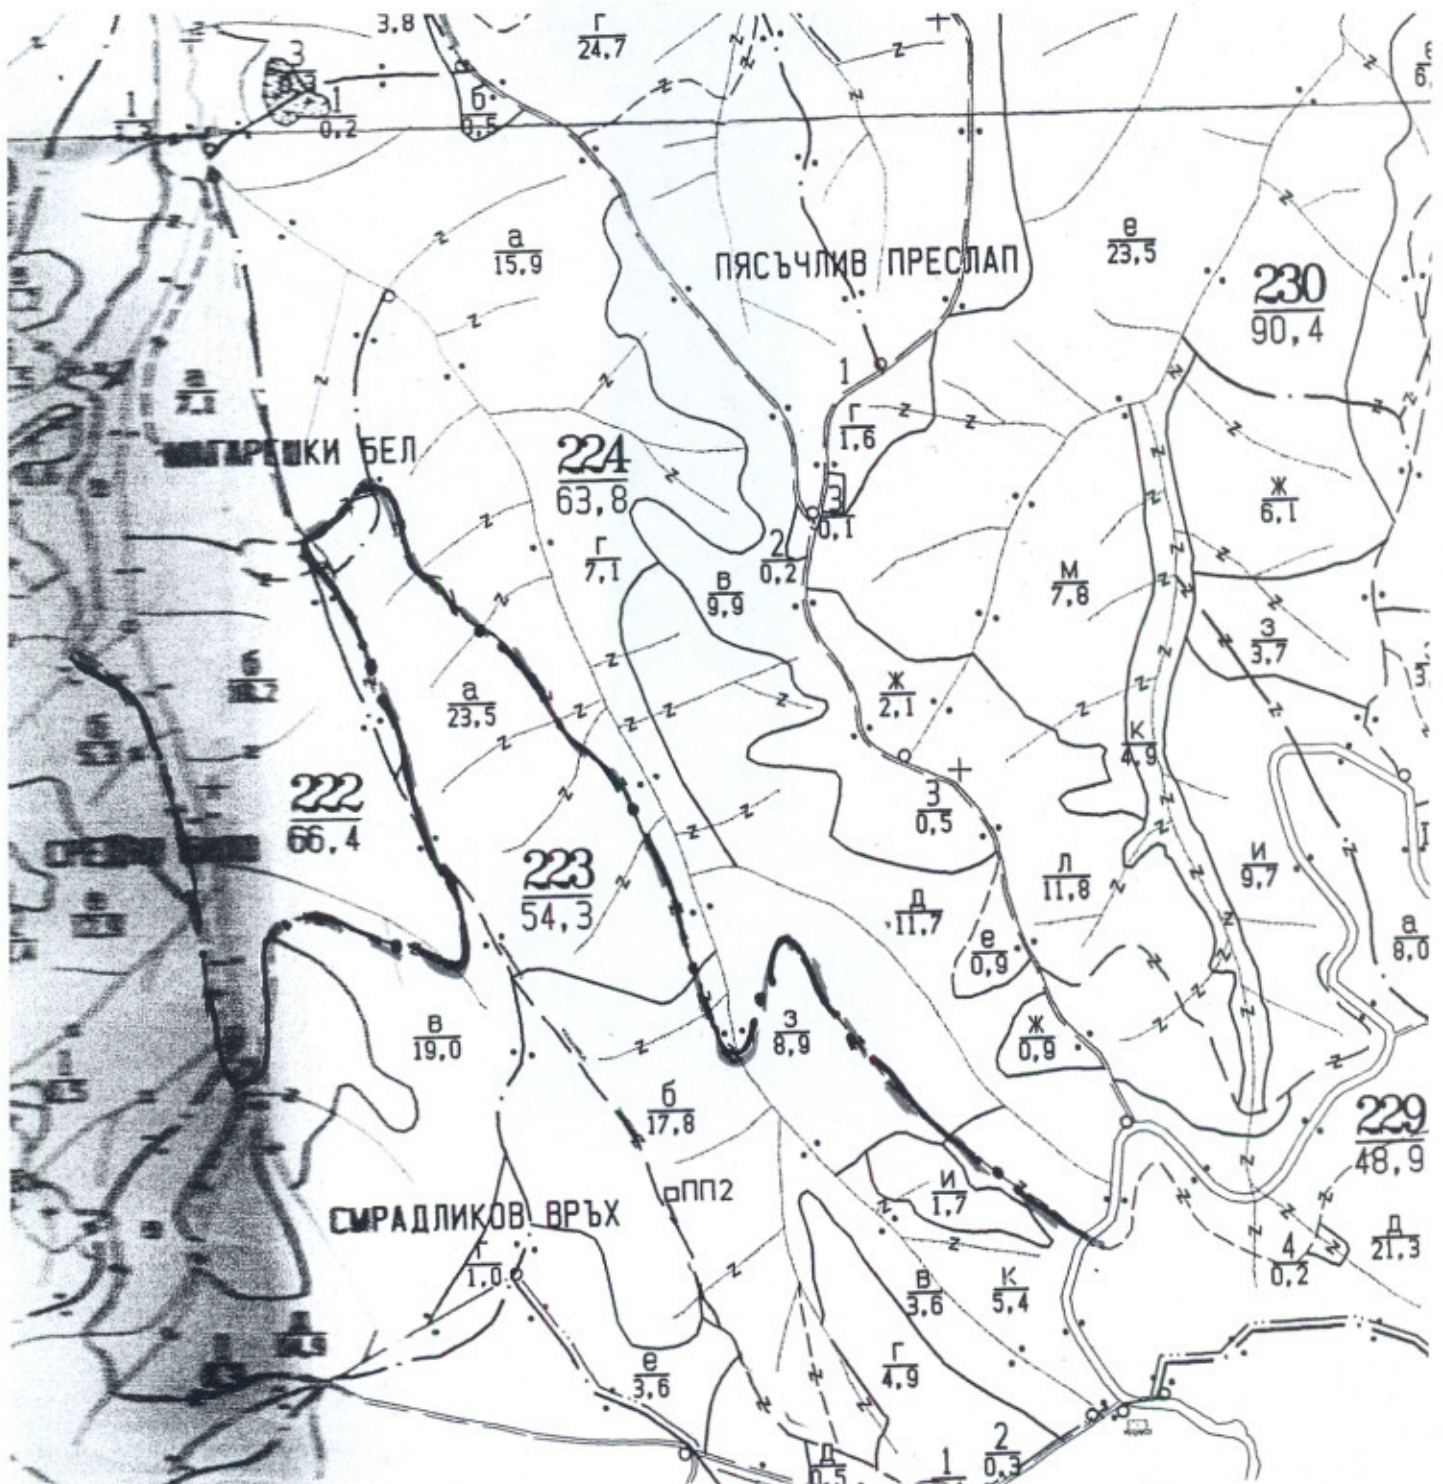 3,8
г
24,7
3
1
0,2
б
0,5
1
а
15,9
ПЯСЪЧЛИВ ПРЕСЛАП
е
23,5
230
90,4
6,
1
г
1,6
БЕЛ
224
63,8
3
0,1
2
0,2
г
7,1
в
9,9
м
7,8
ж
6,1
з
3,7
3,
ж
2,1
а
23,5
к
4,9
222
66,4
3
0,5
223
54,3
л
11,8
и
9,7
д
11,7
е
0,9
а
8,0
в
19,0
з
8,9
ж
0,9
б
17,8
229
48,9
ПП2
и
1,7
СМРАДЛИКОВ ВРЪХ
г
1,0
4
0,2
д
21,3
в
3,6
к
5,4
е
3,6
г
4,9
2
0,3
д
0,5
1